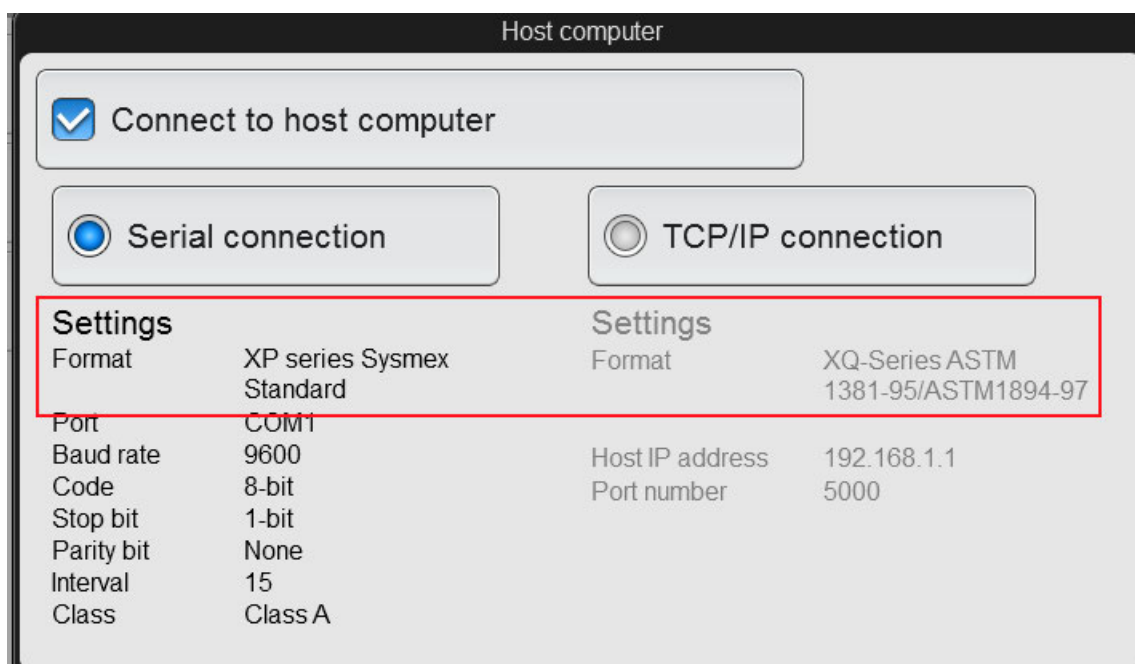 Host computer
Connect to host computer
Serial connection
TCP/IP connection
Settings
Format XP series Sysmex
Standard
Port COM1
Baud rate 9600
Code 8-bit
Stop bit 1-bit
Parity bit None
Interval 15
Class Class A
Settings
Format XQ-Series ASTM
1381-95/ASTM1894-97
Host IP address 192.168.1.1
Port number 5000